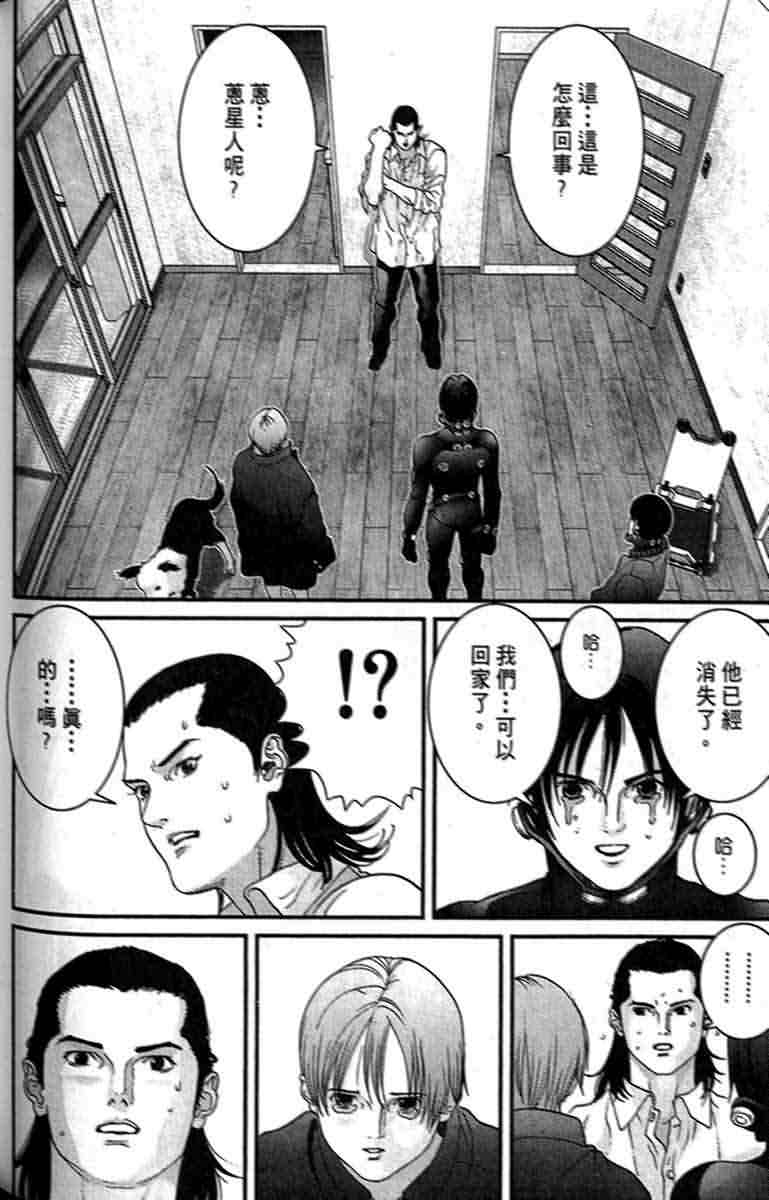 這…這是
怎麼回事？
蔥…
蔥星人呢？
他已經
消失了。
哈…
哈…
我們…可以
回家了。
!?
………真…
的…嗎？
…………
…………